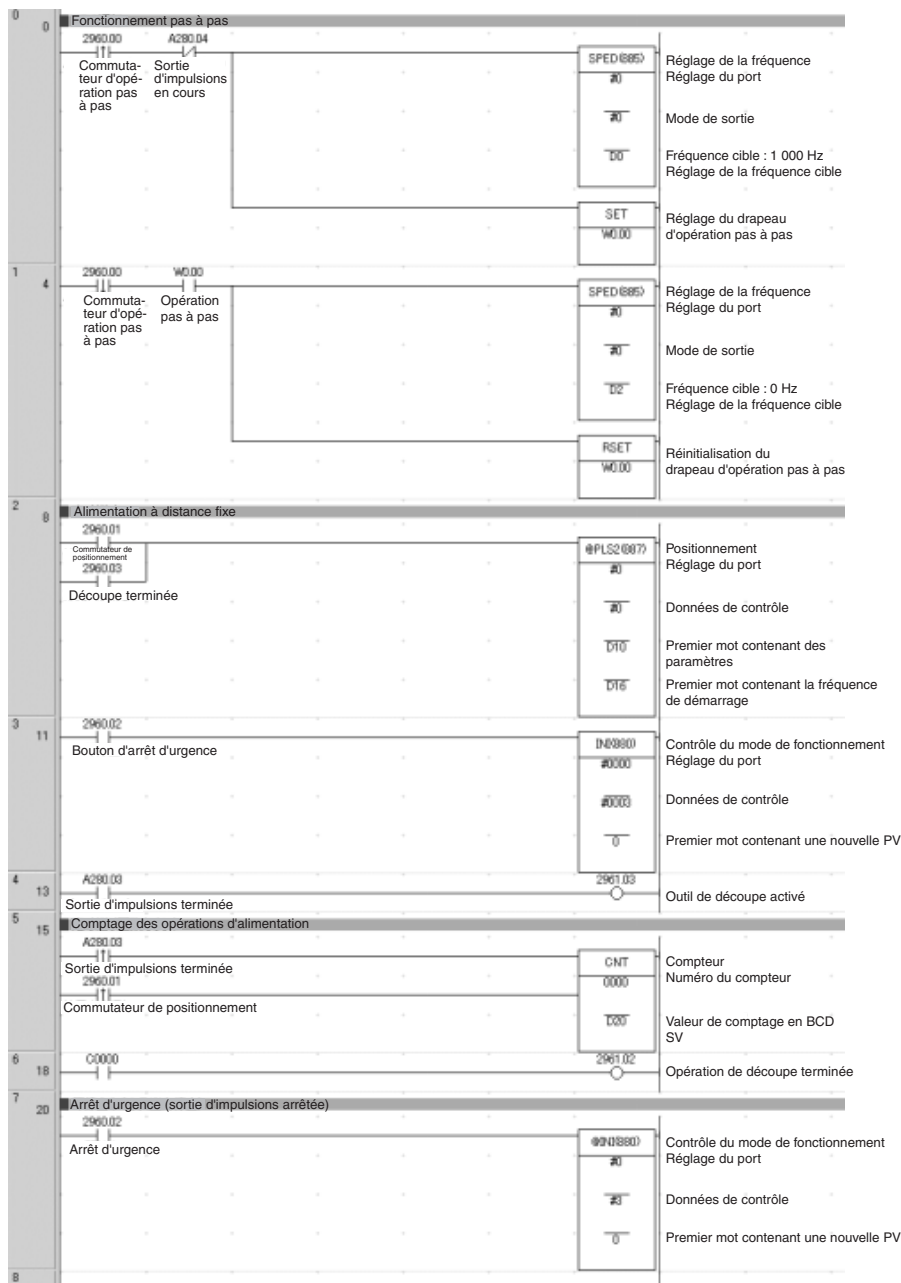 0
0
Fonctionnement pas à pas
2960.00
A280.04
Commuta-
teur d'opé-
ration pas
à pas
Sortie
d'impulsions
en cours
SPED(885)
#0
#0
D0
Réglage de la fréquence
Réglage du port
Mode de sortie
Fréquence cible : 1 000 Hz
Réglage de la fréquence cible
SET
W0.00
Réglage du drapeau
d'opération pas à pas
1
4
2960.00
W0.00
Commuta-
teur d'opé-
ration pas
à pas
Opération
pas à pas
SPED(885)
#0
#0
D2
Réglage de la fréquence
Réglage du port
Mode de sortie
Fréquence cible : 0 Hz
Réglage de la fréquence cible
RSET
W0.00
Réinitialisation du
drapeau d'opération pas à pas
2
8
Alimentation à distance fixe
2960.01
Commutateur de
positionnement
2960.03
Découpe terminée
@PLS2(887)
#0
#0
D10
D16
Positionnement
Réglage du port
Données de contrôle
Premier mot contenant des
paramètres
Premier mot contenant la fréquence
de démarrage
3
11
2960.02
Bouton d'arrêt d'urgence
INI(880)
#0000
#0003
0
Contrôle du mode de fonctionnement
Réglage du port
Données de contrôle
Premier mot contenant une nouvelle PV
4
13
A280.03
Sortie d'impulsions terminée
2961.03
Outil de découpe activé
5
15
Comptage des opérations d'alimentation
A280.03
Sortie d'impulsions terminée
2960.01
Commutateur de positionnement
CNT
0000
D20
Compteur
Numéro du compteur
Valeur de comptage en BCD
SV
6
18
C0000
2961.02
Opération de découpe terminée
7
20
Arrêt d'urgence (sortie d'impulsions arrêtée)
2960.02
Arrêt d'urgence
@INI(880)
#0
#3
0
Contrôle du mode de fonctionnement
Réglage du port
Données de contrôle
Premier mot contenant une nouvelle PV
8